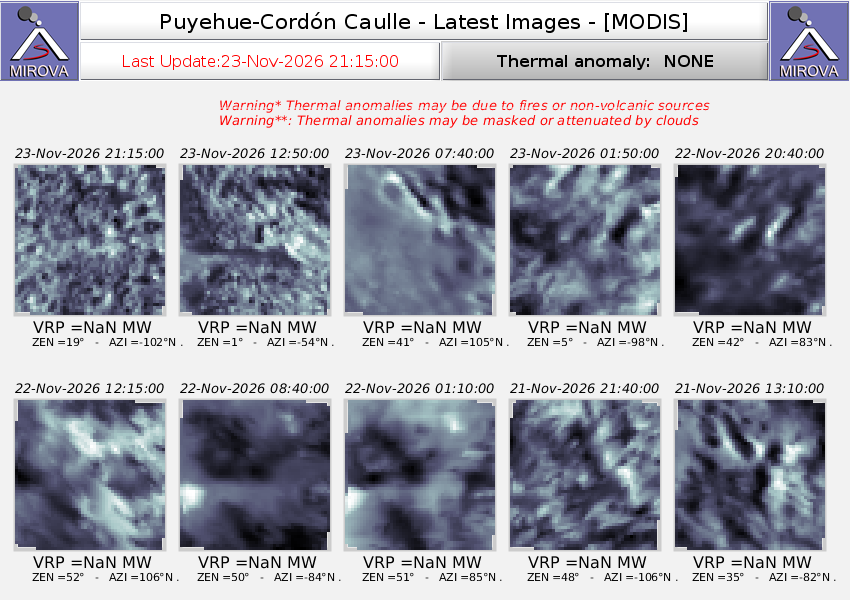 Puyehue-Cordón Caulle - Latest Images - [MODIS]
MIROVA
Last Update:23-Nov-2026 21:15:00
Thermal anomaly: NONE
MIROVA
Warning* Thermal anomalies may be due to fires or non-volcanic sources
Warning**: Thermal anomalies may be masked or attenuated by clouds
23-Nov-2026 21:15:00 23-Nov-2026 12:50:00 23-Nov-2026 07:40:00 23-Nov-2026 01:50:00 22-Nov-2026 20:40:00
VRP =NaN MW VRP =NaN MW VRP =NaN MW VRP =NaN MW VRP =NaN MW
ZEN =19° - AZI =-102°N . ZEN =1° - AZI =-54°N . ZEN =41° - AZI =105°N . ZEN =5° - AZI =-98°N . ZEN =42° - AZI =83°N .
22-Nov-2026 12:15:00 22-Nov-2026 08:40:00 22-Nov-2026 01:10:00 21-Nov-2026 21:40:00 21-Nov-2026 13:10:00
VRP =NaN MW VRP =NaN MW VRP =NaN MW VRP =NaN MW VRP =NaN MW
ZEN =52° - AZI =106°N . ZEN =50° - AZI =-84°N . ZEN =51° - AZI =85°N . ZEN =48° - AZI =-106°N . ZEN =35° - AZI =-82°N .